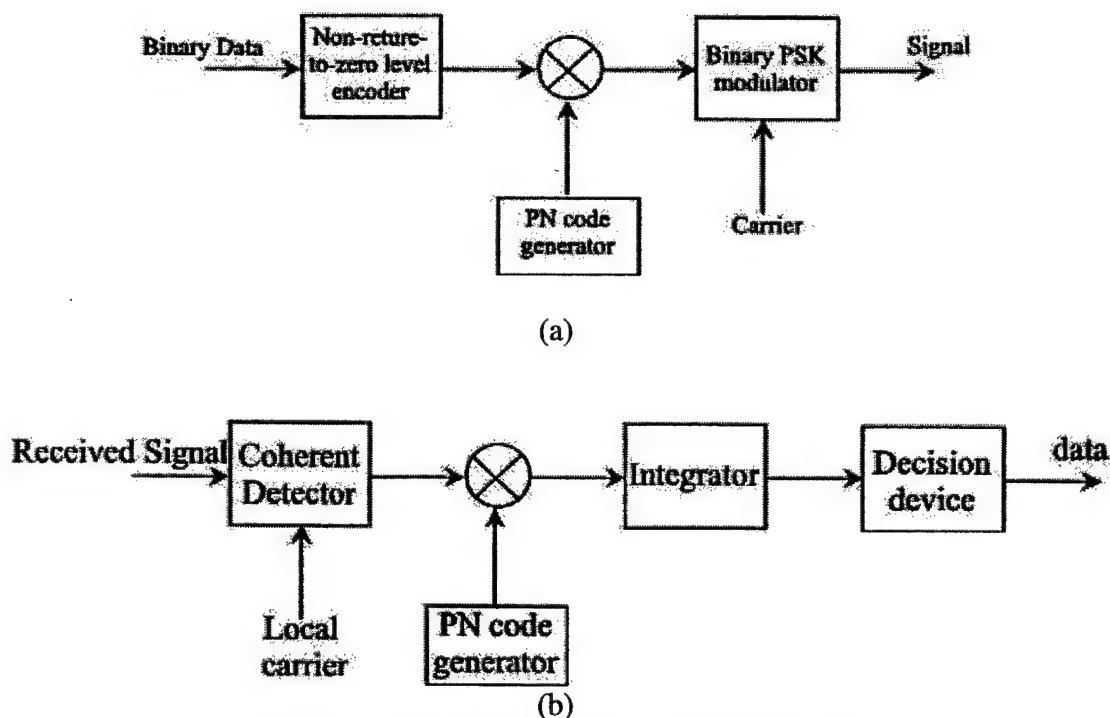 Binary Data
Non-reture-
to-zero level
encoder
Binary PSK
modulator
Signal
PN code
generator
Carrier
(a)
Received Signal
Coherent
Detector
Integrator
Decision
device
data
Local
carrier
PN code
generator
(b)